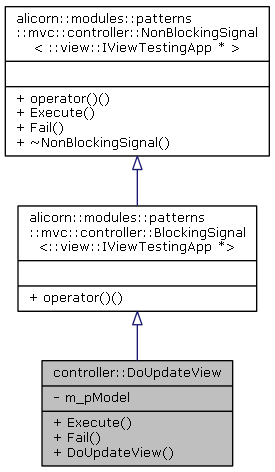 alicorn::modules::patterns
::mvc::controller::NonBlockingSignal
< ::view::IViewTestingApp * >
+ operator()()
+ Execute()
+ Fail()
+ ~NonBlockingSignal()
alicorn::modules::patterns
::mvc::controller::BlockingSignal
<::view::IViewTestingApp *>
+ operator()()
controller::DoUpdateView
- m_pModel
+ Execute()
+ Fail()
+ DoUpdateView()